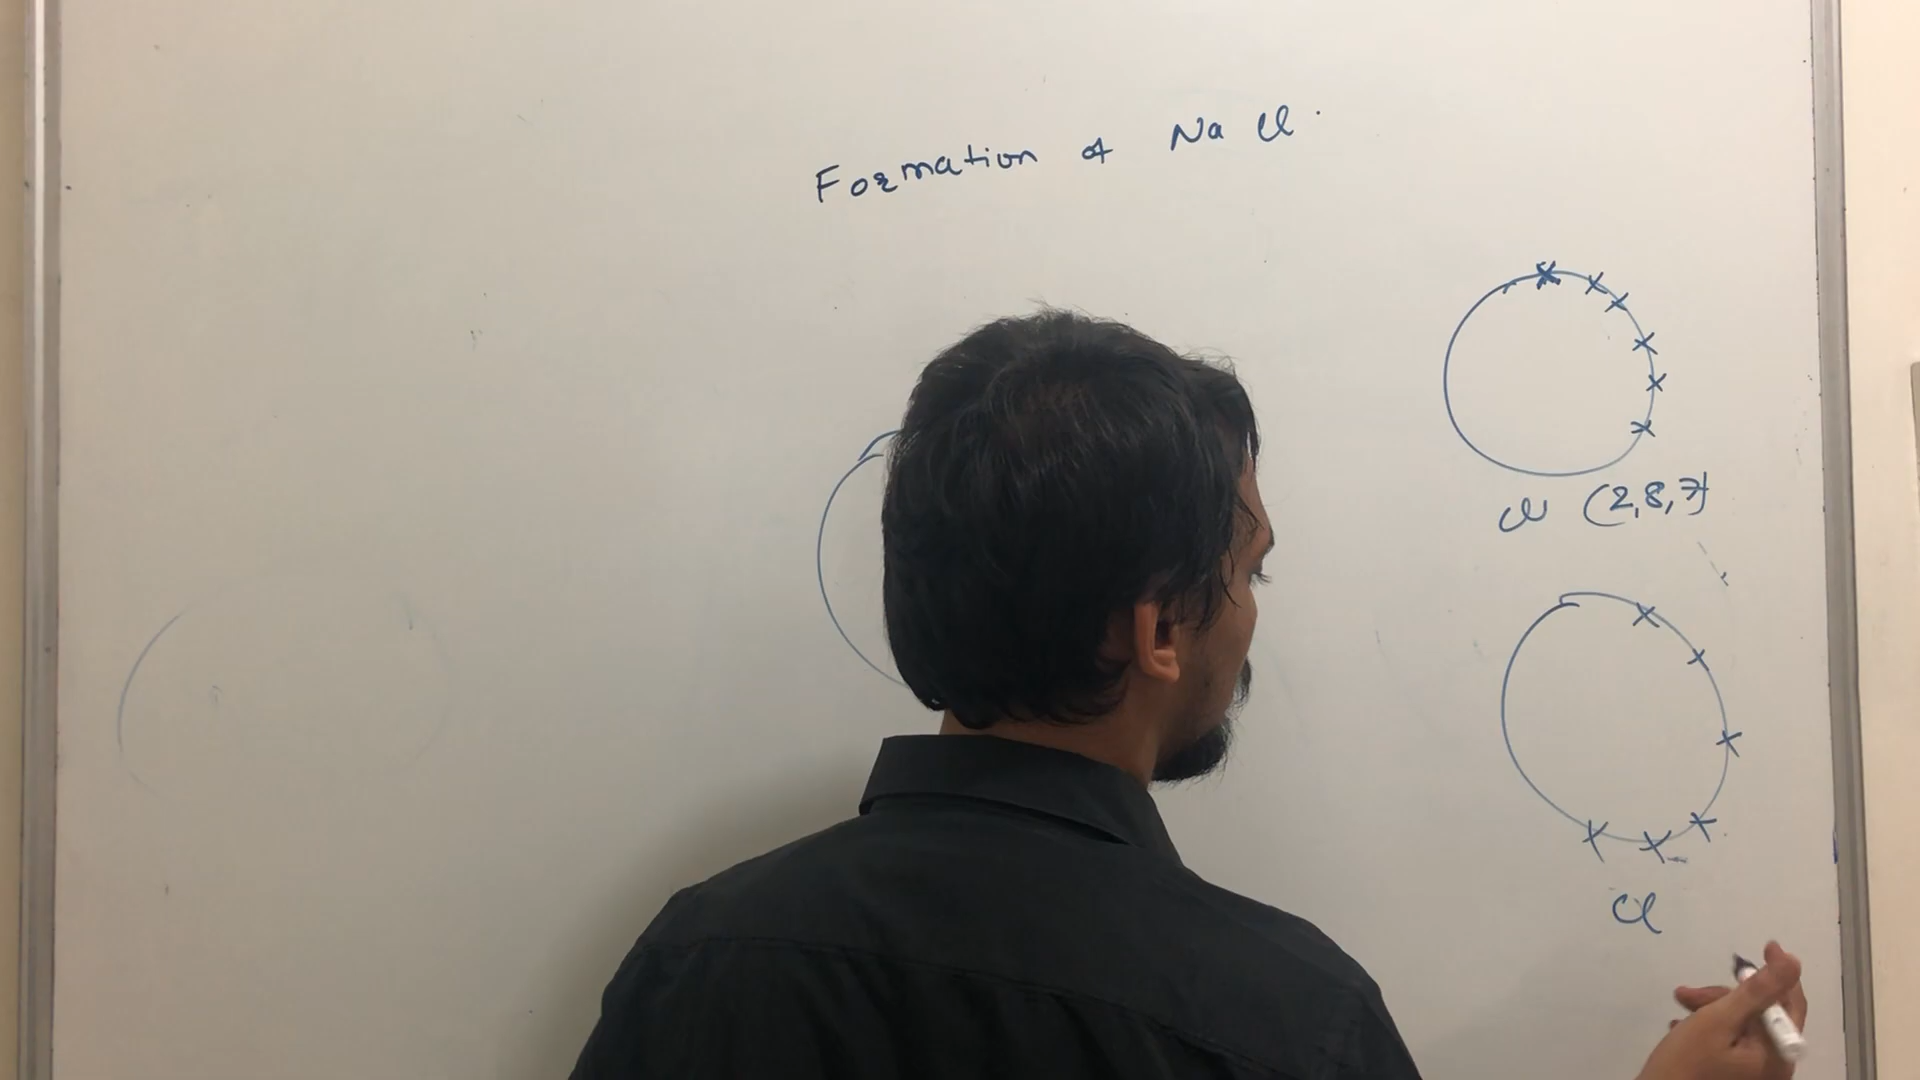 Formation of Na Cl.
Cl (2,8,7)
Cl